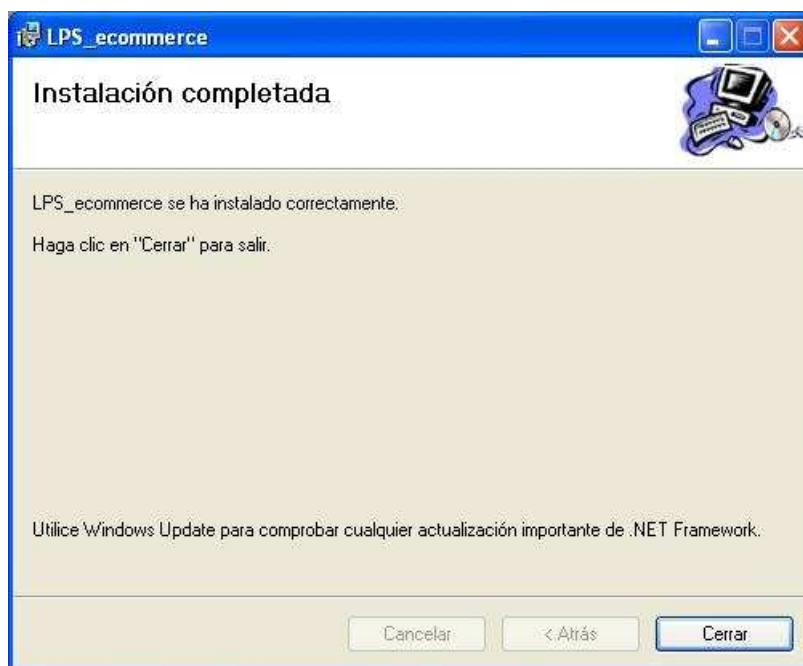 LPS_ecommerce
Instalación completada
LPS_ecommerce se ha instalado correctamente.
Haga clic en "Cerrar" para salir.
Utilice Windows Update para comprobar cualquier actualización importante de .NET Framework.
Cancelar
< Atrás
Cerrar